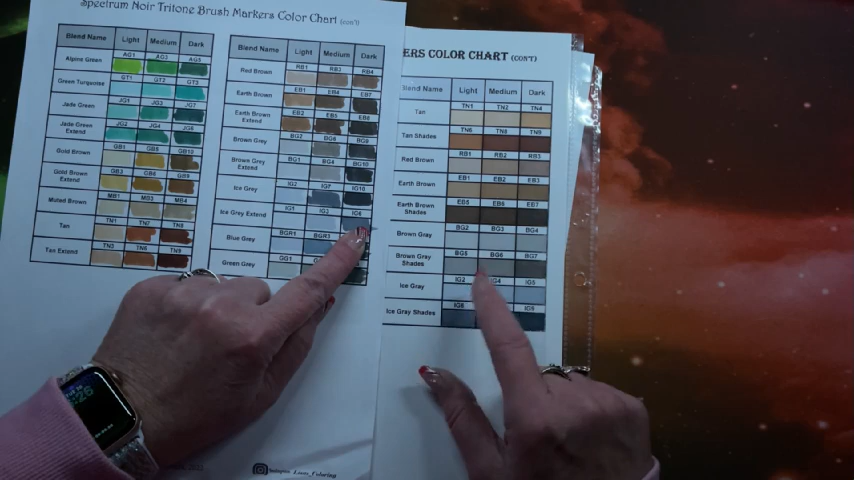 Spectrum Noir Tritone Brush Markers Color Chart (con't)
Blend Name Light Medium Dark
AG1 AG3 AG5
Alpine Green
GT1 GT2 GT3
Green Turquoise
JG1 JG3 JG7
Jade Green
JG2 JG4 JG6
Jade Green
Extend
GB1 GB5 GB10
Gold Brown
GB3 GB8 GB9
Gold Brown
Extend
MB1 MB3 MB4
Muted Brown
TN1 TN7 TN8
Tan
TN3 TN6 TN9
Tan Extend
Blend Name Light Medium Dark
RB1 RB3 RB4
Red Brown
EB1 EB4 EB7
Earth Brown
EB2 EB5 EB6
Earth Brown
Extend
BG2 BG6 BG9
Brown Grey
BG1 BG4 BG10
Brown Grey
Extend
IG2 IG7 IG10
Ice Grey
IG1 IG3 IG6
Ice Grey Extend
BGR1 BGR3
Blue Grey
GG1
Green Grey
ERS COLOR CHART (CON'T)
Blend Name Light Medium Dark
TN1 TN2 TN4
Tan
TN6 TN8 TN9
Tan Shades
RB1 RB2 RB3
Red Brown
EB1 EB2 EB3
Earth Brown
EB5 EB6 EB7
Earth Brown
Shades
BG2 BG3 BG4
Brown Gray
BG5 BG6 BG7
Brown Gray
Shades
IG2 IG4 IG5
Ice Gray
IG6
Ice Gray Shades